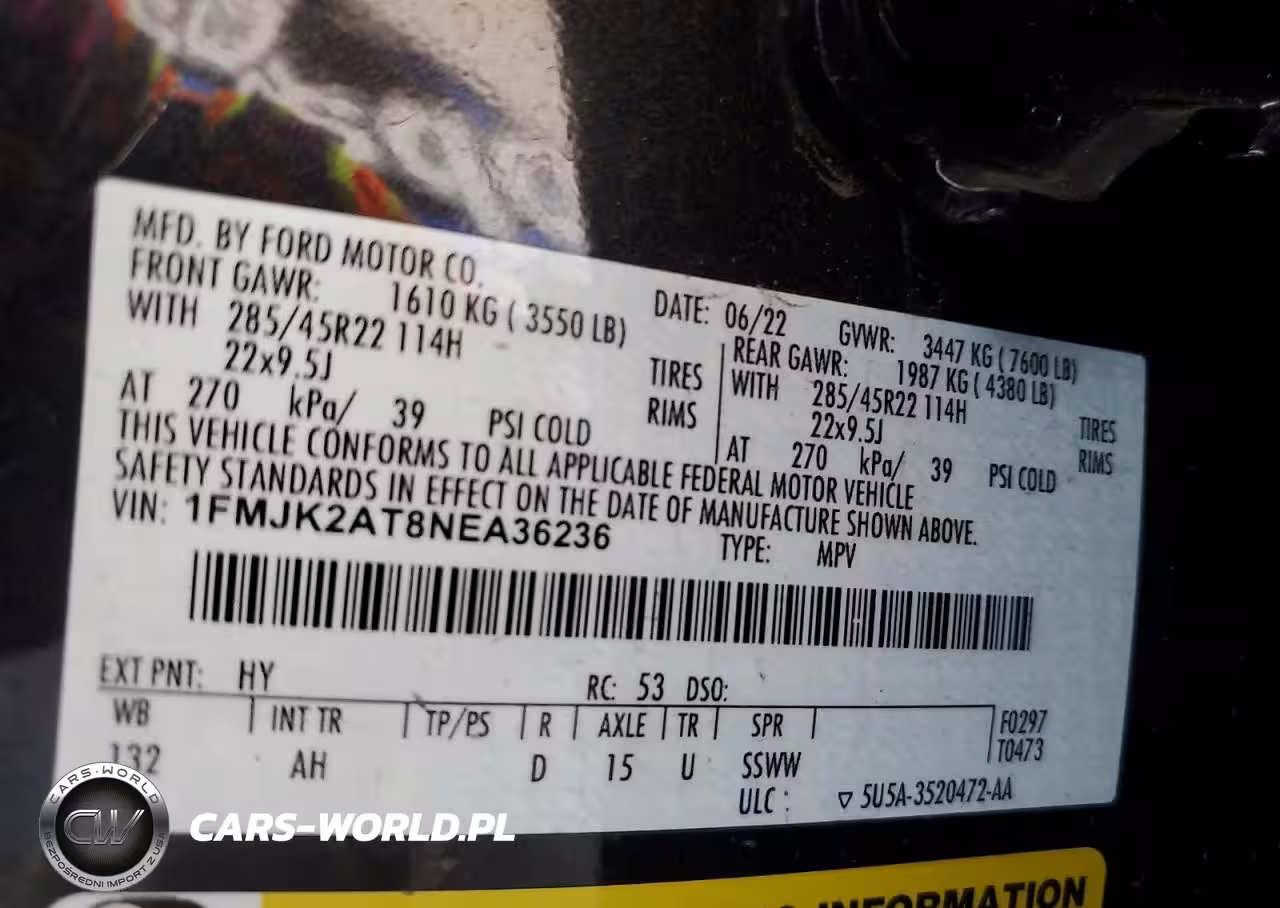 MFD. BY FORD MOTOR CO.
DATE: 06/22 GVWR: 3447 KG ( 7600 LB)
FRONT GAWR: 1610 KG ( 3550 LB)
WITH 285/45R22 114H TIRES
22x9.5J RIMS
AT 270 kPa/ 39 PSI COLD
REAR GAWR: 1987 KG ( 4380 LB)
WITH 285/45R22 114H TIRES
22x9.5J RIMS
AT 270 kPa/ 39 PSI COLD
THIS VEHICLE CONFORMS TO ALL APPLICABLE FEDERAL MOTOR VEHICLE
SAFETY STANDARDS IN EFFECT ON THE DATE OF MANUFACTURE SHOWN ABOVE.
VIN: 1FMJK2AT8NEA36236 TYPE: MPV
EXT PNT: HY RC: 53 DSO:
WB INT TR TP/PS R AXLE TR SPR F0297
132 AH D 15 U SSWW T0473
ULC : ▽ 5U5A-3520472-AA
CARS-WORLD
CW
BEZPOŚREDNI IMPORT Z USA
CARS-WORLD.PL
INFORMATION